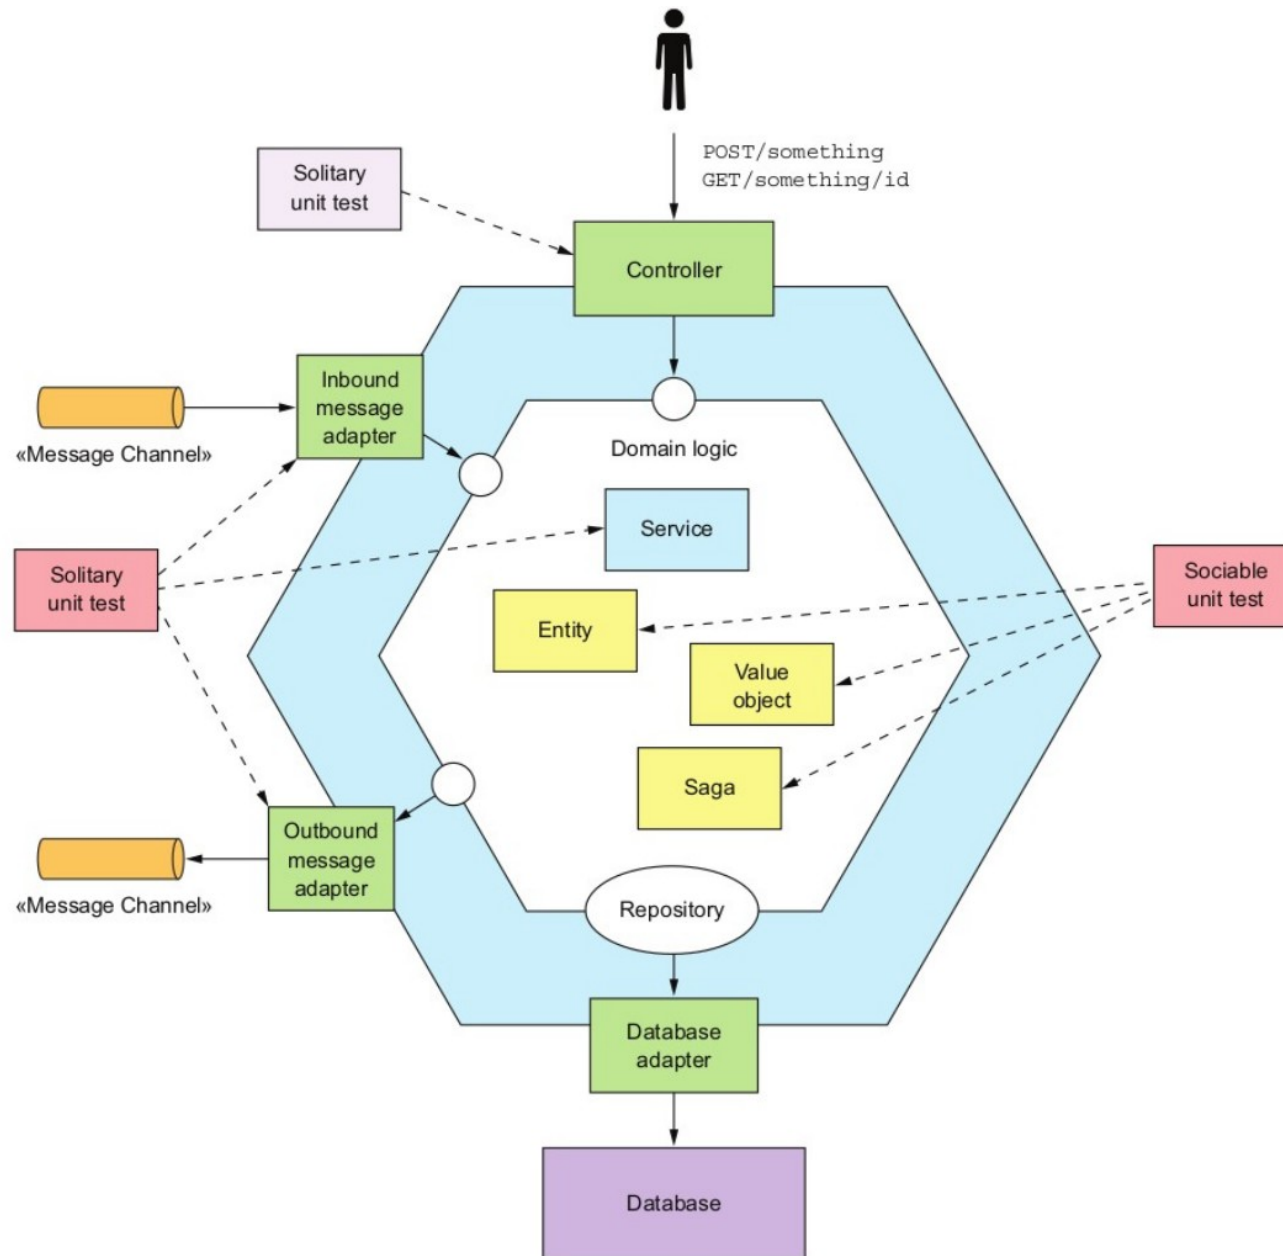 POST/something
GET/something/id
Solitary
unit test
Controller
Inbound
message
adapter
«Message Channel»
Domain logic
Service
Solitary
unit test
Sociable
unit test
Entity
Value
object
Saga
Outbound
message
adapter
«Message Channel»
Repository
Database
adapter
Database